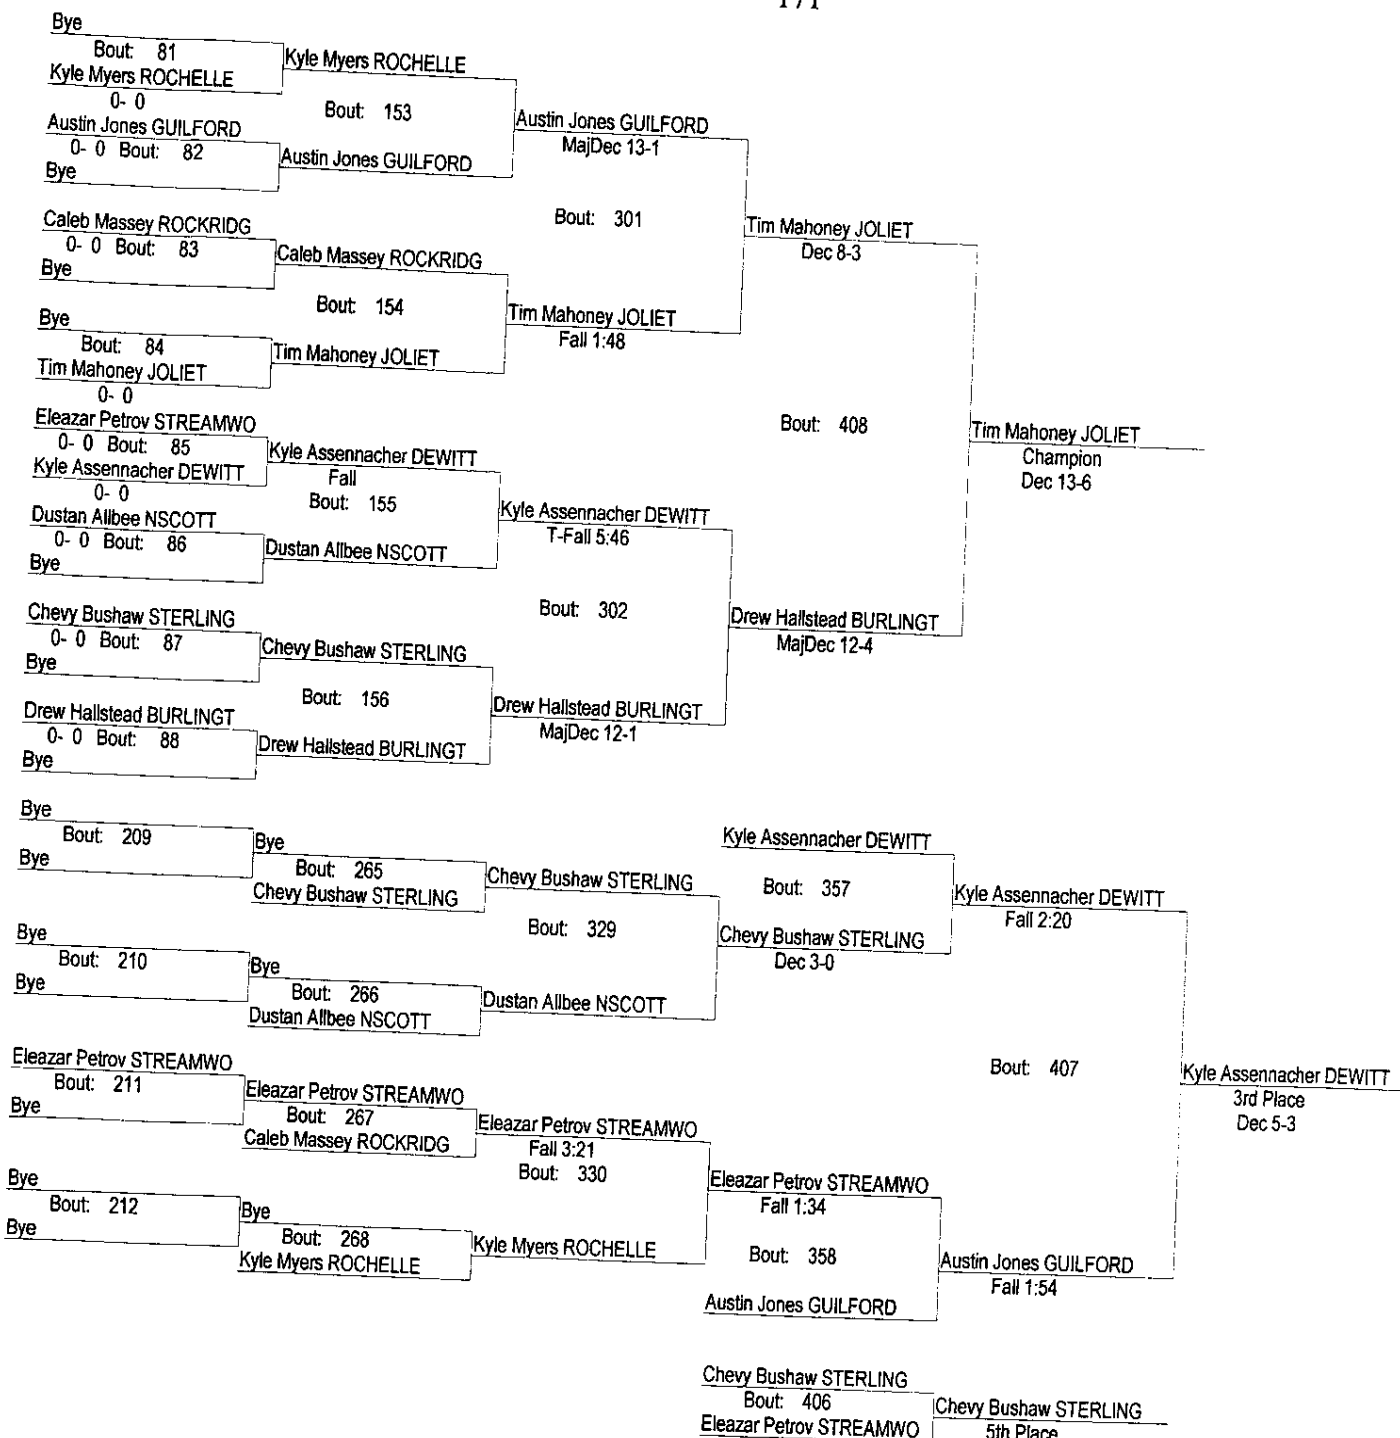 171
Bye
Bout: 81
Kyle Myers ROCHELLE
0- 0
Kyle Myers ROCHELLE
Bout: 153
Austin Jones GUILFORD
0- 0 Bout: 82
Bye
Austin Jones GUILFORD
Austin Jones GUILFORD
MajDec 13-1
Bout: 301
Caleb Massey ROCKRIDG
0- 0 Bout: 83
Bye
Caleb Massey ROCKRIDG
Bout: 154
Bye
Bout: 84
Tim Mahoney JOLIET
0- 0
Tim Mahoney JOLIET
Tim Mahoney JOLIET
Fall 1:48
Tim Mahoney JOLIET
Dec 8-3
Bout: 408
Tim Mahoney JOLIET
Champion
Dec 13-6
Eleazar Petrov STREAMWO
0- 0 Bout: 85
Kyle Assennacher DEWITT
0- 0
Kyle Assennacher DEWITT
Fall
Bout: 155
Dustan Allbee NSCOTT
0- 0 Bout: 86
Bye
Dustan Allbee NSCOTT
Kyle Assennacher DEWITT
T-Fall 5:46
Bout: 302
Chevy Bushaw STERLING
0- 0 Bout: 87
Bye
Chevy Bushaw STERLING
Bout: 156
Drew Hallstead BURLINGT
0- 0 Bout: 88
Bye
Drew Hallstead BURLINGT
Drew Hallstead BURLINGT
MajDec 12-1
Drew Hallstead BURLINGT
MajDec 12-4
Bye
Bout: 209
Bye
Bye
Bout: 265
Chevy Bushaw STERLING
Chevy Bushaw STERLING
Bout: 329
Bye
Bout: 210
Bye
Bye
Bout: 266
Dustan Allbee NSCOTT
Dustan Allbee NSCOTT
Kyle Assennacher DEWITT
Bout: 357
Chevy Bushaw STERLING
Dec 3-0
Kyle Assennacher DEWITT
Fall 2:20
Bout: 407
Kyle Assennacher DEWITT
3rd Place
Dec 5-3
Eleazar Petrov STREAMWO
Bout: 211
Bye
Eleazar Petrov STREAMWO
Bout: 267
Caleb Massey ROCKRIDG
Eleazar Petrov STREAMWO
Fall 3:21
Bout: 330
Bye
Bout: 212
Bye
Bye
Bout: 268
Kyle Myers ROCHELLE
Kyle Myers ROCHELLE
Eleazar Petrov STREAMWO
Fall 1:34
Bout: 358
Austin Jones GUILFORD
Austin Jones GUILFORD
Fall 1:54
Chevy Bushaw STERLING
Bout: 406
Eleazar Petrov STREAMWO
Chevy Bushaw STERLING
5th Place